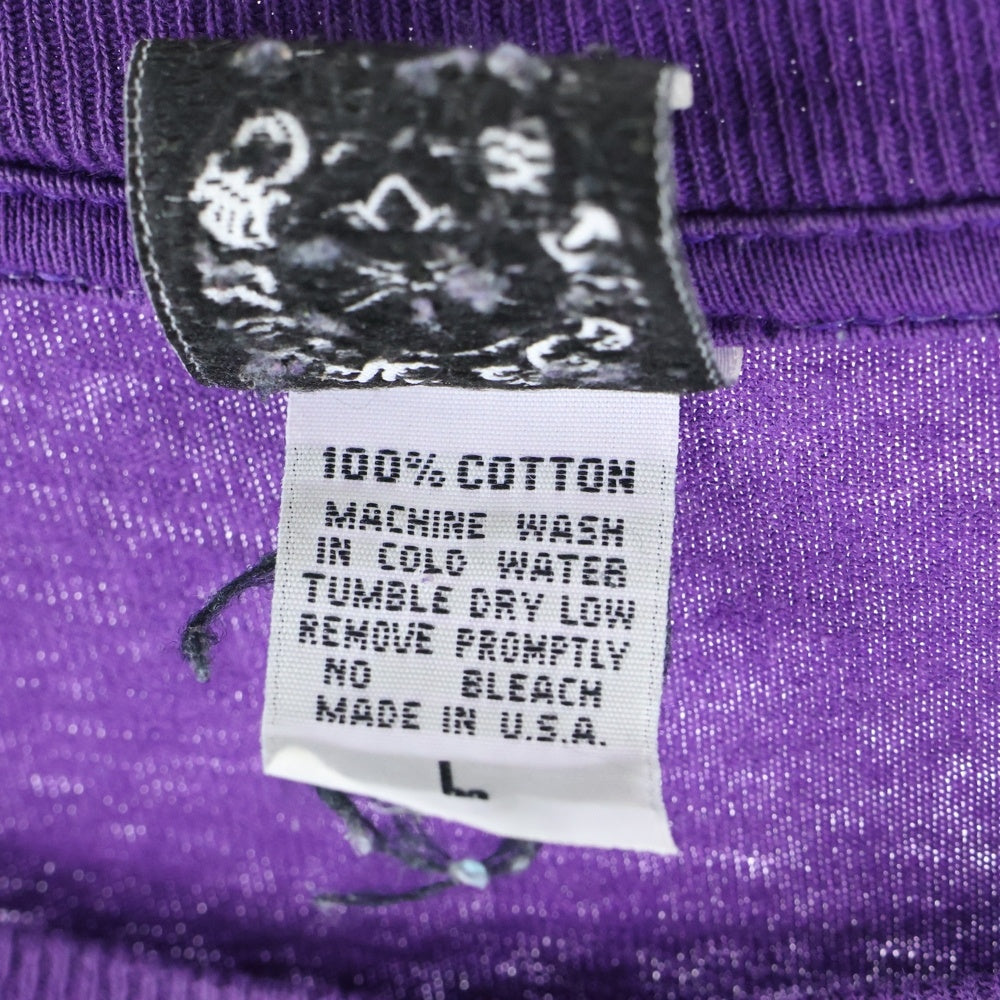 100% COTTON
MACHINE WASH
IN COLD WATER
TUMBLE DRY LOW
REMOVE PROMPTLY
NO BLEACH
MADE IN U.S.A.
L